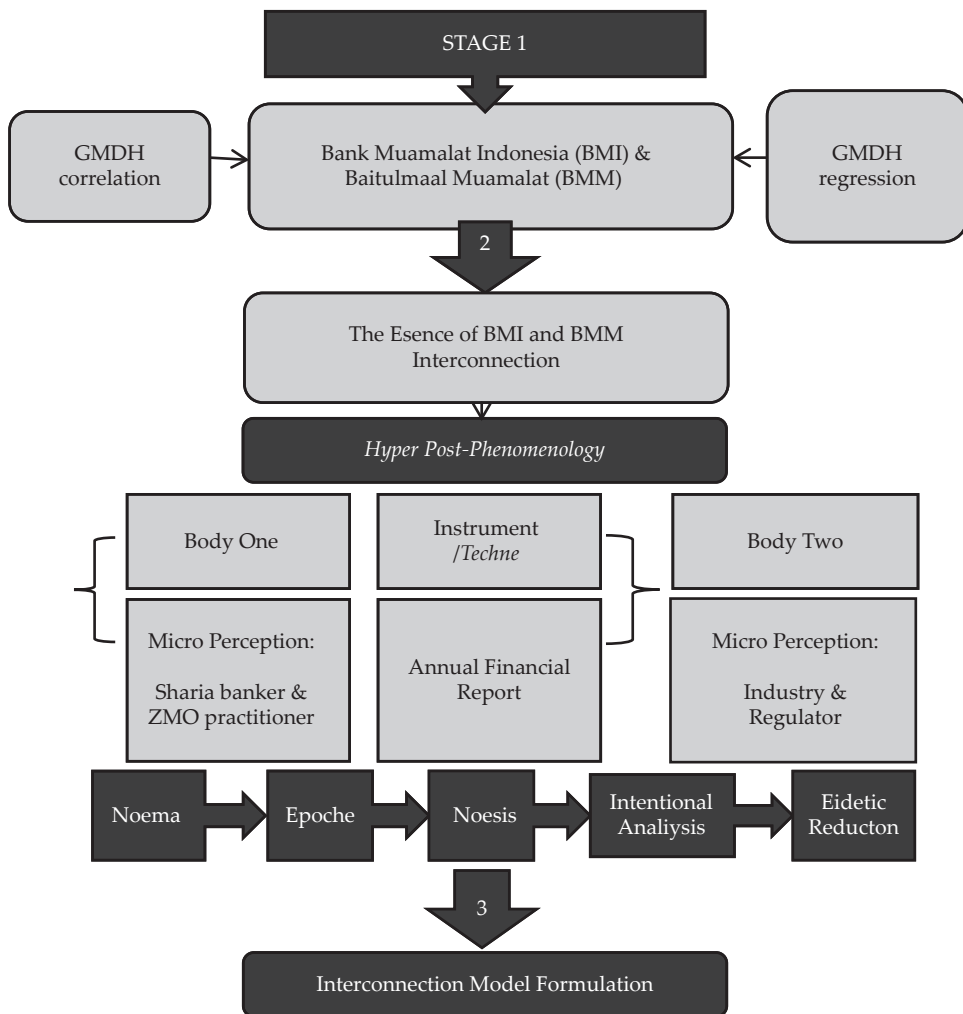 STAGE 1
GMDH
correlation
Bank Muamalat Indonesia (BMI) &
Baitulmaal Muamalat (BMM)
GMDH
regression
2
The Esence of BMI and BMM
Interconnection
Hyper Post-Phenomenology
Body One
Instrument
/Techne
Body Two
Micro Perception:
Sharia banker &
ZMO practitioner
Annual Financial
Report
Micro Perception:
Industry &
Regulator
Noema
Epoche
Noesis
Intentional
Analiysis
Eidetic
Reducton
3
Interconnection Model Formulation